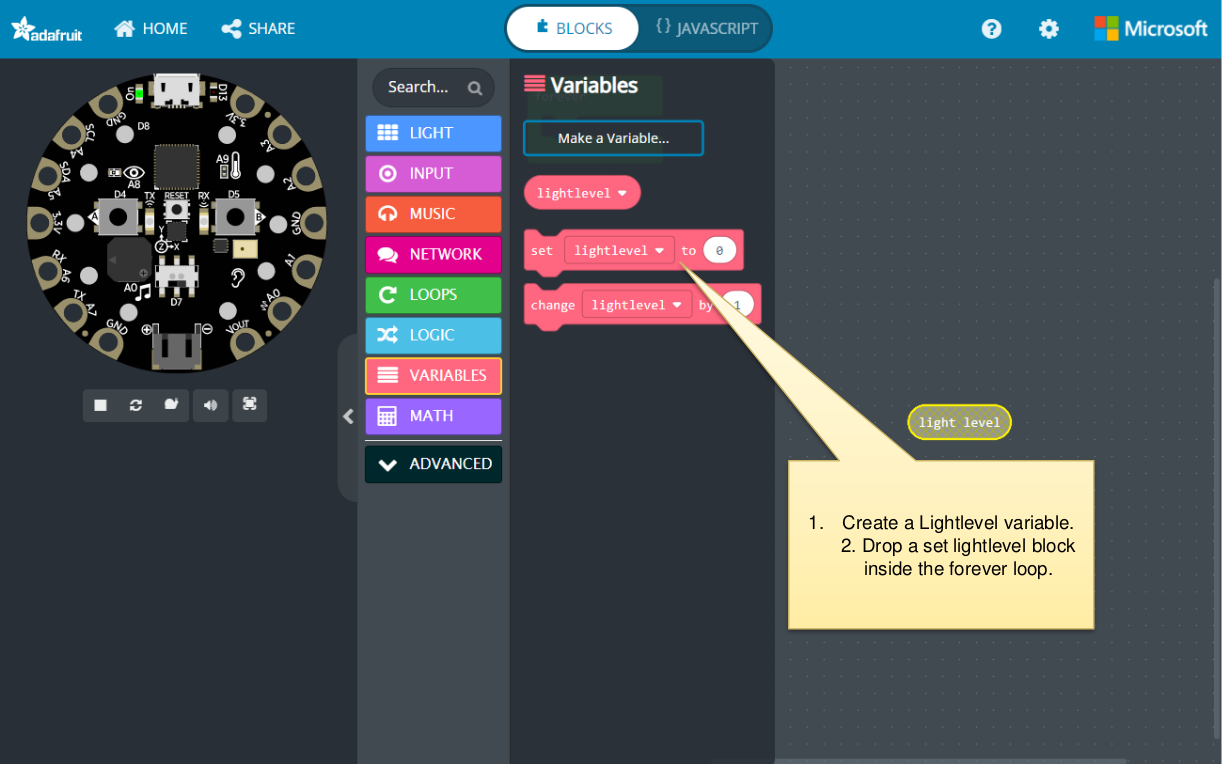 adafruit
HOME
SHARE
BLOCKS
{} JAVASCRIPT
Microsoft
Search...
LIGHT
INPUT
MUSIC
NETWORK
LOOPS
LOGIC
VARIABLES
MATH
ADVANCED
Variables
forever
Make a Variable...
lightlevel
set lightlevel to 0
change lightlevel by 1
light level
1. Create a Lightlevel variable.
2. Drop a set lightlevel block
inside the forever loop.
On
D13
GND
3.3V
D8
SCL A4
A3
SDA A5
A8
A9
A2
D4
TX
RESET
RX
D5
A
B
3.3V
GND
Y
Z X
RX A6
A1
A0
TX A7
D7
A0
GND
VOUT